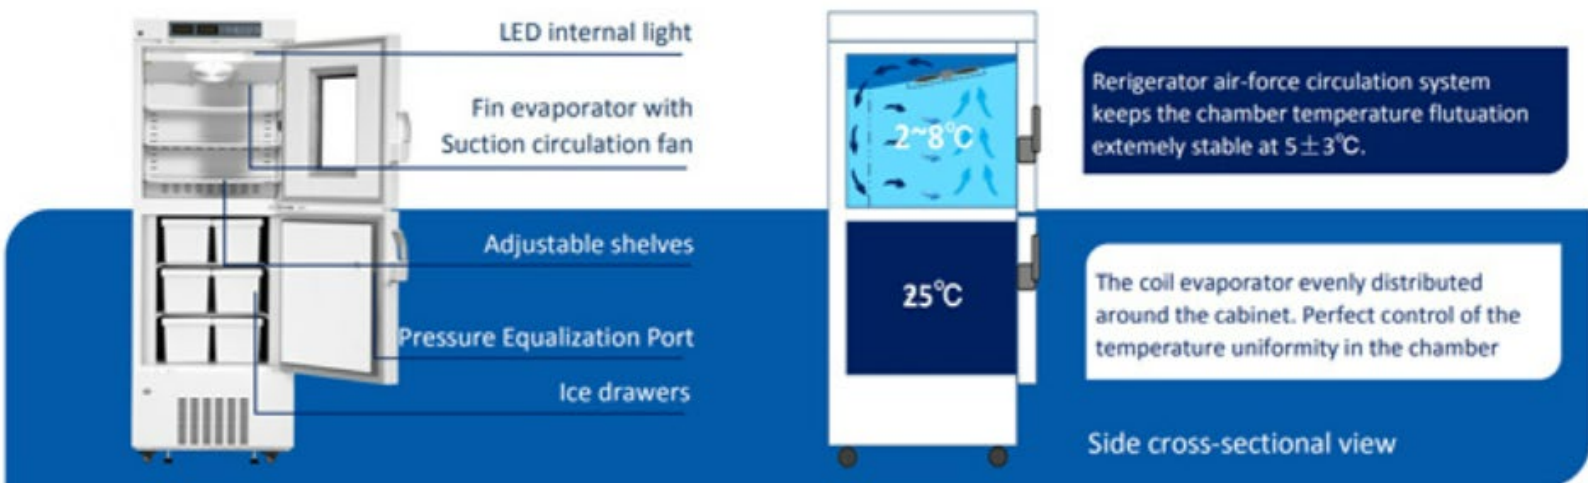 LED internal light
Fin evaporator with
Suction circulation fan
Adjustable shelves
Pressure Equalization Port
Ice drawers
2~8℃
25℃
Rerigerator air-force circulation system
keeps the chamber temperature flutuation
extemely stable at 5±3℃.
The coil evaporator evenly distributed
around the cabinet. Perfect control of the
temperature uniformity in the chamber
Side cross-sectional view